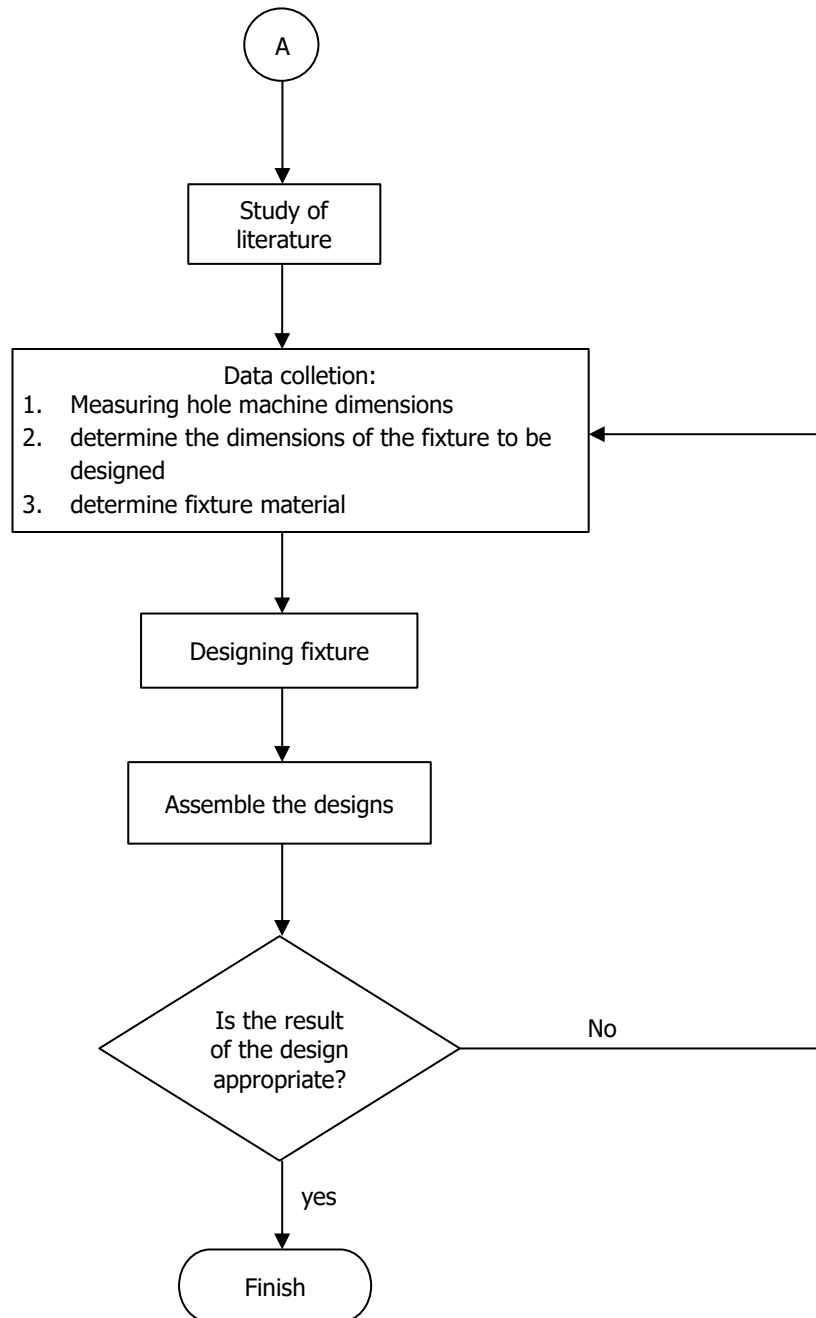 A
Study of
literature
Data colletion:
1. Measuring hole machine dimensions
2. determine the dimensions of the fixture to be
designed
3. determine fixture material
Designing fixture
Assemble the designs
Is the result
of the design
appropriate?
No
yes
Finish